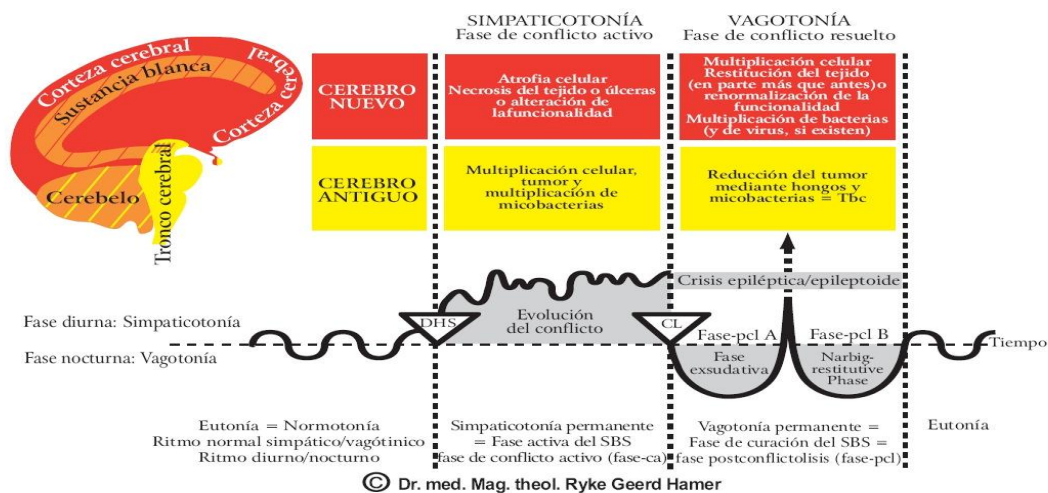 SIMPATICOTONÍA
Fase de conflicto activo
VAGOTONÍA
Fase de conflicto resuelto
Corteza cerebral
Sustancia blanca
Corteza cerebral
Cerebelo
Tronco cerebral
CEREBRO
NUEVO
Atrofia celular
Necrosis del tejido o úlceras
o alteración de
lafuncionalidad
Multiplicación celular
Restitución del tejido
(en parte más que antes)o
renormalización de la
funcionalidad
Multiplicación de bacterias
(y de virus, si existen)
CEREBRO
ANTIGUO
Multiplicación celular,
tumor y
multiplicación de
micobacterias
Reducción del tumor
mediante hongos y
micobacterias = Tbc
Crisis epiléptica/epileptoide
Fase diurna: Simpaticotonía
DHS
Evolución
del conflicto
CL
Fase-pcl A
Fase-pcl B
Fase nocturna: Vagotonía
Tiempo
Fase
exsudativa
Narbig-
restitutive
Phase
Eutonía = Normotonía
Ritmo normal simpático/vagótinico
Ritmo diurno/nocturno
Simpaticotonía permanente
= Fase activa del SBS
fase de conflicto activo (fase-ca)
Vagotonía permanente =
Fase de curación del SBS =
fase postconflictolisis (fase-pcl)
Eutonía
© Dr. med. Mag. theol. Ryke Geerd Hamer